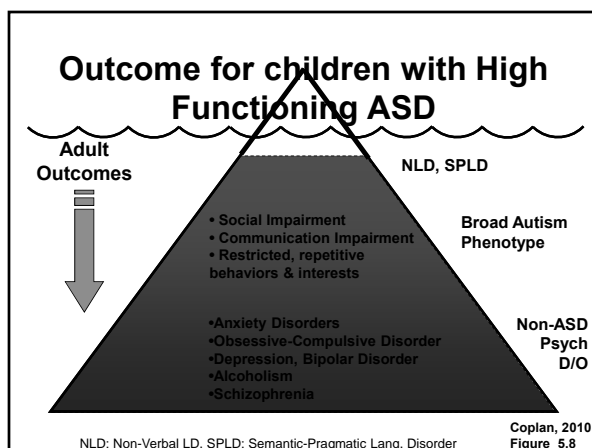 Outcome for children with High
Functioning ASD
Adult
Outcomes
NLD, SPLD
• Social Impairment
• Communication Impairment
• Restricted, repetitive
behaviors & interests
Broad Autism
Phenotype
•Anxiety Disorders
•Obsessive-Compulsive Disorder
•Depression, Bipolar Disorder
•Alcoholism
•Schizophrenia
Non-ASD
Psych
D/O
NLD: Non-Verbal LD, SPLD: Semantic-Pragmatic Lang. Disorder
Coplan, 2010
Figure 5.8